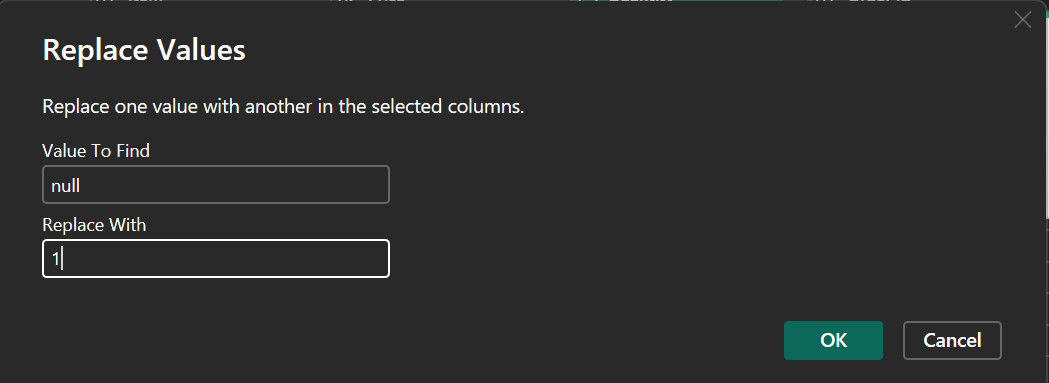 Replace Values
Replace one value with another in the selected columns.
Value To Find
null
Replace With
1
OK
Cancel